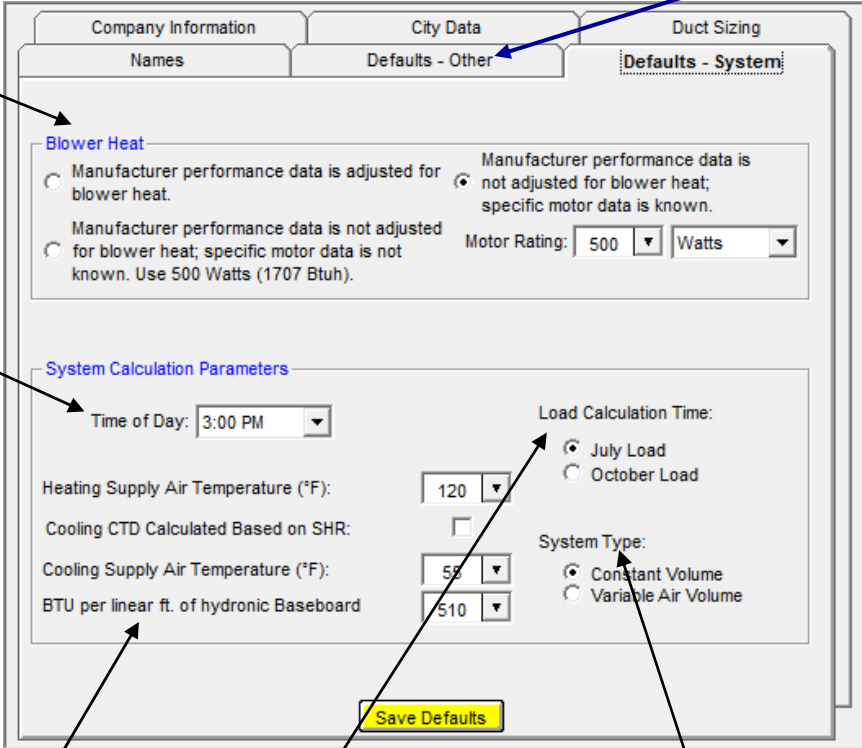 Company Information
City Data
Duct Sizing
Names
Defaults - Other
Defaults - System
Blower Heat
Manufacturer performance data is adjusted for
blower heat.
Manufacturer performance data is
not adjusted for blower heat;
specific motor data is known.
Manufacturer performance data is not adjusted
for blower heat; specific motor data is not
known. Use 500 Watts (1707 Btuh).
Motor Rating: 500 Watts
System Calculation Parameters
Time of Day: 3:00 PM
Load Calculation Time:
July Load
October Load
Heating Supply Air Temperature (°F): 120
Cooling CTD Calculated Based on SHR:
System Type:
Cooling Supply Air Temperature (°F): 55
Constant Volume
Variable Air Volume
BTU per linear ft. of hydronic Baseboard 510
Save Defaults